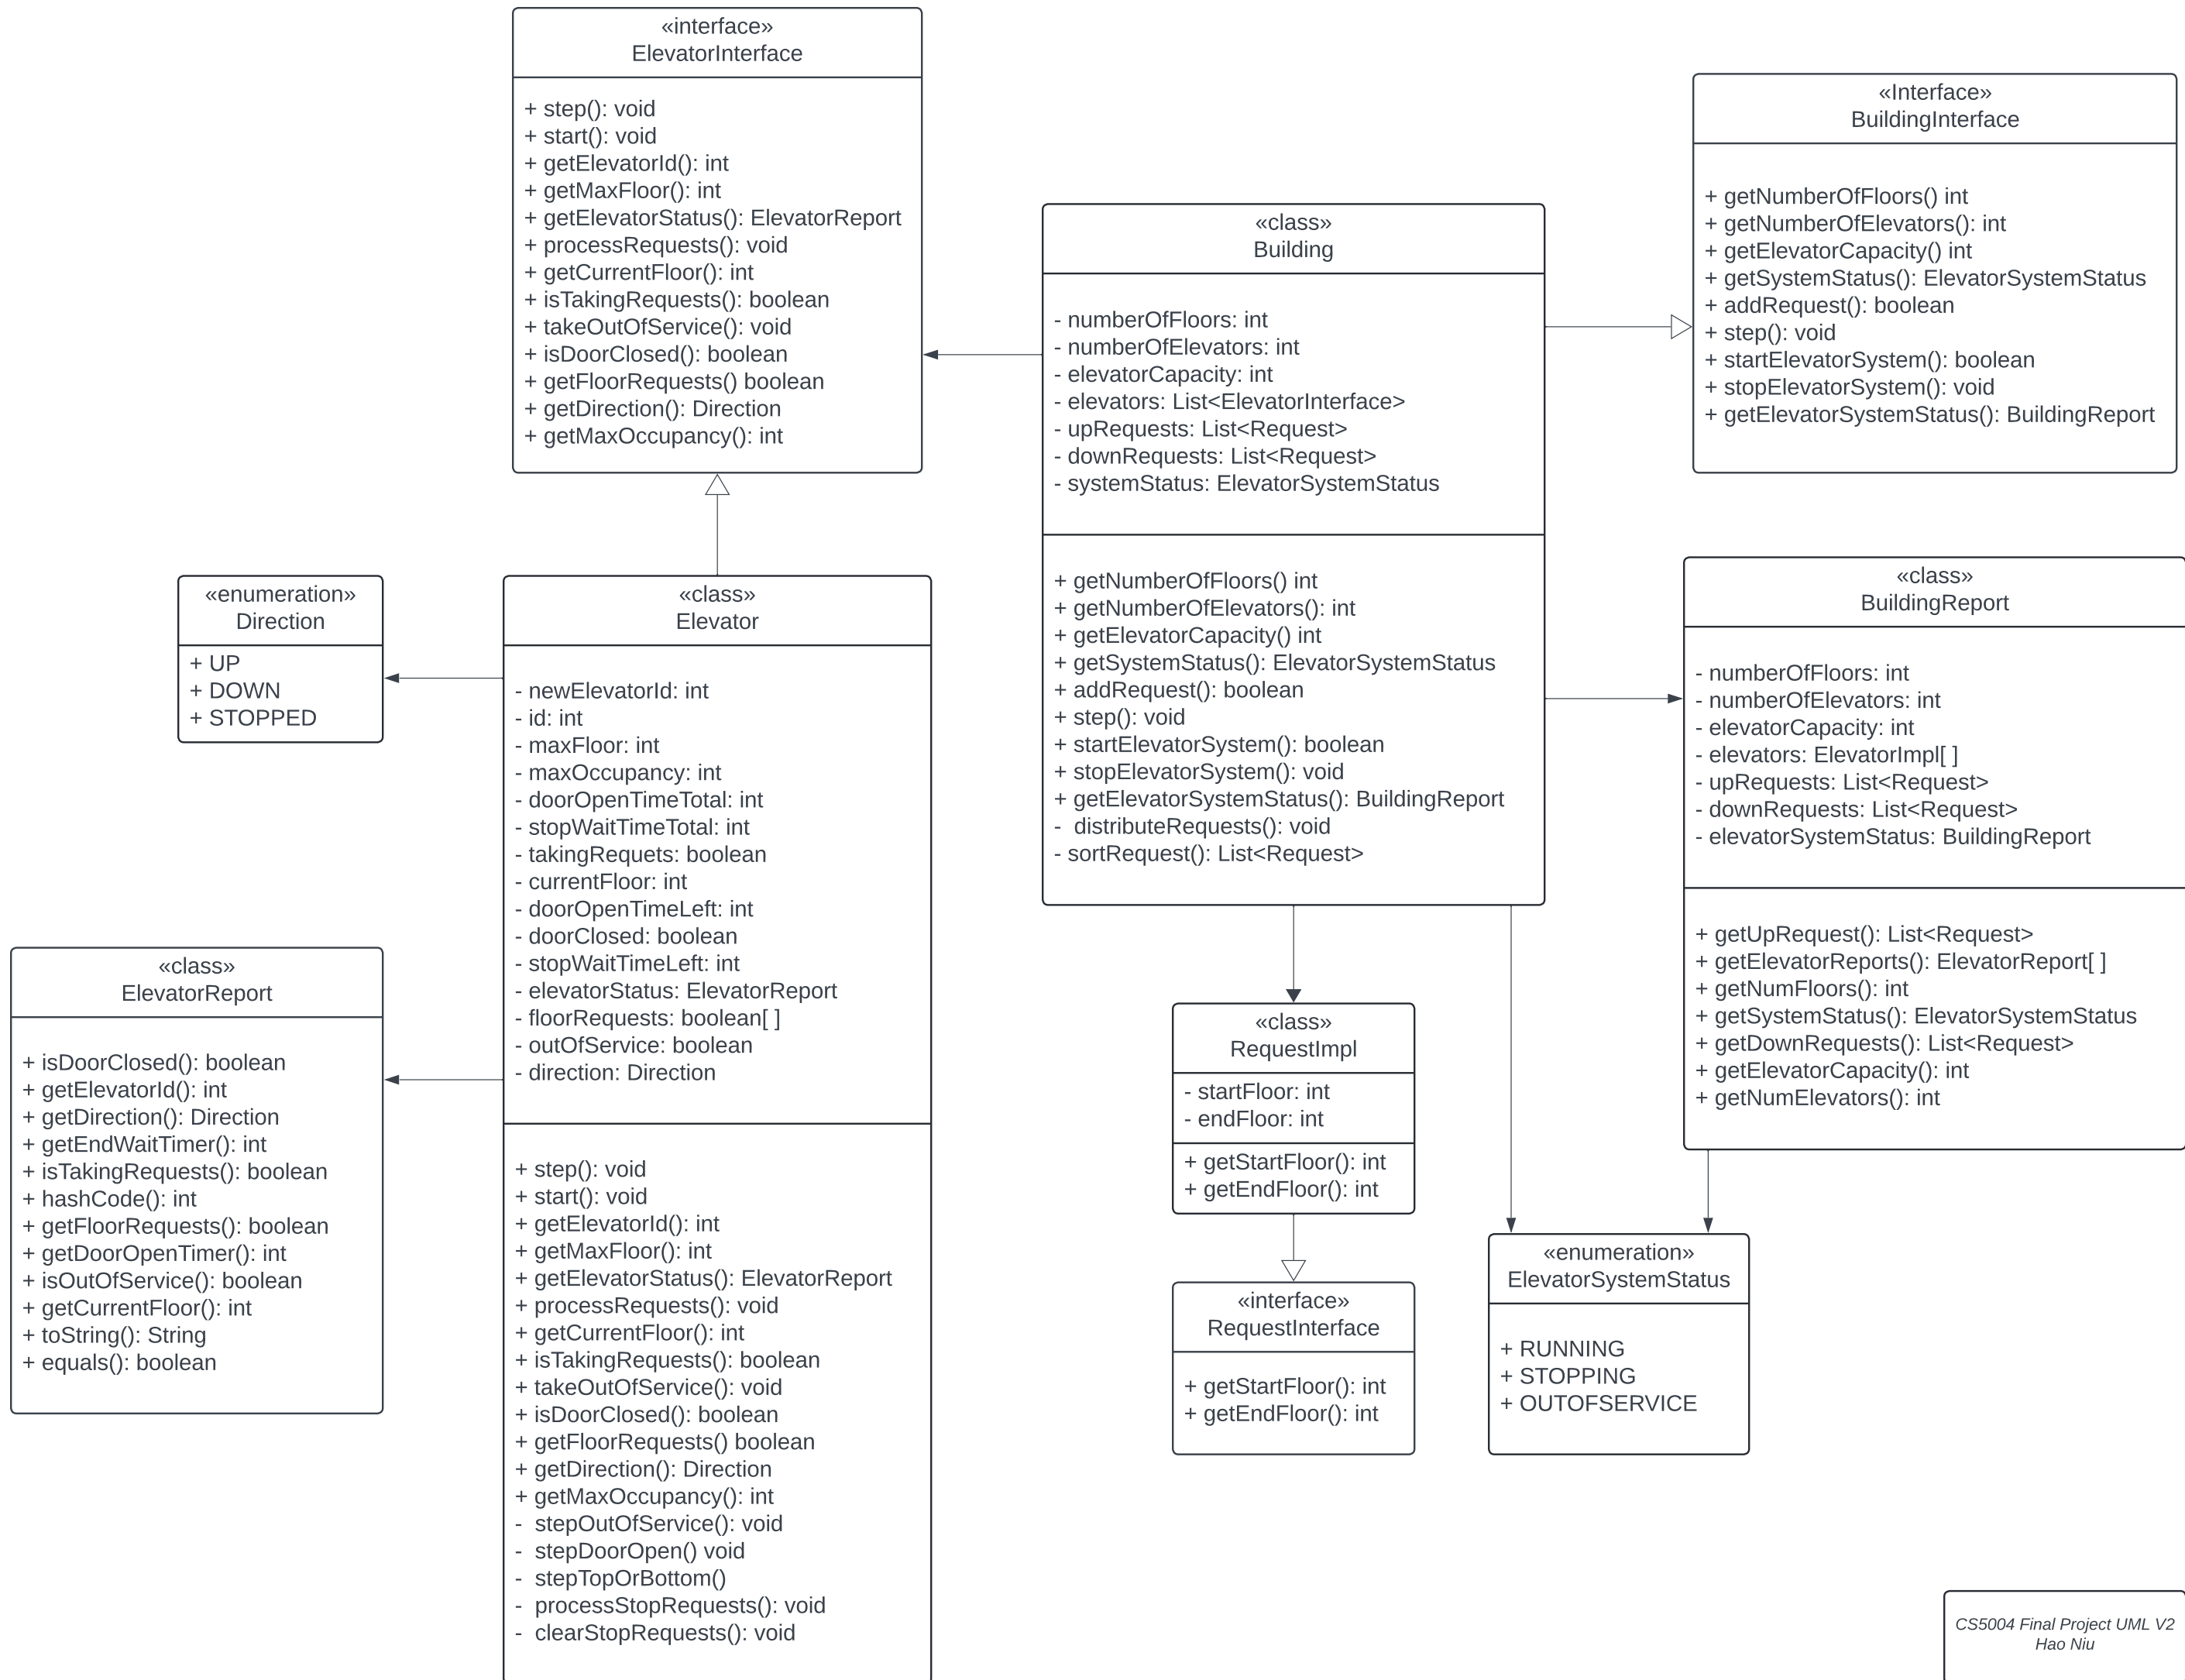 «interface»
ElevatorInterface
+ step(): void
+ start(): void
+ getElevatorId(): int
+ getMaxFloor(): int
+ getElevatorStatus(): ElevatorReport
+ processRequests(): void
+ getCurrentFloor(): int
+ isTakingRequests(): boolean
+ takeOutOfService(): void
+ isDoorClosed(): boolean
+ getFloorRequests() boolean
+ getDirection(): Direction
+ getMaxOccupancy(): int
«Interface»
BuildingInterface
+ getNumberOfFloors() int
+ getNumberOfElevators(): int
+ getElevatorCapacity() int
+ getSystemStatus(): ElevatorSystemStatus
+ addRequest(): boolean
+ step(): void
+ startElevatorSystem(): boolean
+ stopElevatorSystem(): void
+ getElevatorSystemStatus(): BuildingReport
«class»
Building
- numberOfFloors: int
- numberOfElevators: int
- elevatorCapacity: int
- elevators: List<ElevatorInterface>
- upRequests: List<Request>
- downRequests: List<Request>
- systemStatus: ElevatorSystemStatus
+ getNumberOfFloors() int
+ getNumberOfElevators(): int
+ getElevatorCapacity() int
+ getSystemStatus(): ElevatorSystemStatus
+ addRequest(): boolean
+ step(): void
+ startElevatorSystem(): boolean
+ stopElevatorSystem(): void
+ getElevatorSystemStatus(): BuildingReport
- distributeRequests(): void
- sortRequest(): List<Request>
«enumeration»
Direction
+ UP
+ DOWN
+ STOPPED
«class»
Elevator
- newElevatorId: int
- id: int
- maxFloor: int
- maxOccupancy: int
- doorOpenTimeTotal: int
- stopWaitTimeTotal: int
- takingRequets: boolean
- currentFloor: int
- doorOpenTimeLeft: int
- doorClosed: boolean
- stopWaitTimeLeft: int
- elevatorStatus: ElevatorReport
- floorRequests: boolean[ ]
- outOfService: boolean
- direction: Direction
+ step(): void
+ start(): void
+ getElevatorId(): int
+ getMaxFloor(): int
+ getElevatorStatus(): ElevatorReport
+ processRequests(): void
+ getCurrentFloor(): int
+ isTakingRequests(): boolean
+ takeOutOfService(): void
+ isDoorClosed(): boolean
+ getFloorRequests() boolean
+ getDirection(): Direction
+ getMaxOccupancy(): int
- stepOutOfService(): void
- stepDoorOpen() void
- stepTopOrBottom()
- processStopRequests(): void
- clearStopRequests(): void
«class»
BuildingReport
- numberOfFloors: int
- numberOfElevators: int
- elevatorCapacity: int
- elevators: ElevatorImpl[ ]
- upRequests: List<Request>
- downRequests: List<Request>
- elevatorSystemStatus: BuildingReport
+ getUpRequest(): List<Request>
+ getElevatorReports(): ElevatorReport[ ]
+ getNumFloors(): int
+ getSystemStatus(): ElevatorSystemStatus
+ getDownRequests(): List<Request>
+ getElevatorCapacity(): int
+ getNumElevators(): int
«class»
ElevatorReport
+ isDoorClosed(): boolean
+ getElevatorId(): int
+ getDirection(): Direction
+ getEndWaitTimer(): int
+ isTakingRequests(): boolean
+ hashCode(): int
+ getFloorRequests(): boolean
+ getDoorOpenTimer(): int
+ isOutOfService(): boolean
+ getCurrentFloor(): int
+ toString(): String
+ equals(): boolean
«class»
RequestImpl
- startFloor: int
- endFloor: int
+ getStartFloor(): int
+ getEndFloor(): int
«interface»
RequestInterface
+ getStartFloor(): int
+ getEndFloor(): int
«enumeration»
ElevatorSystemStatus
+ RUNNING
+ STOPPING
+ OUTOFSERVICE
CS5004 Final Project UML V2
Hao Niu